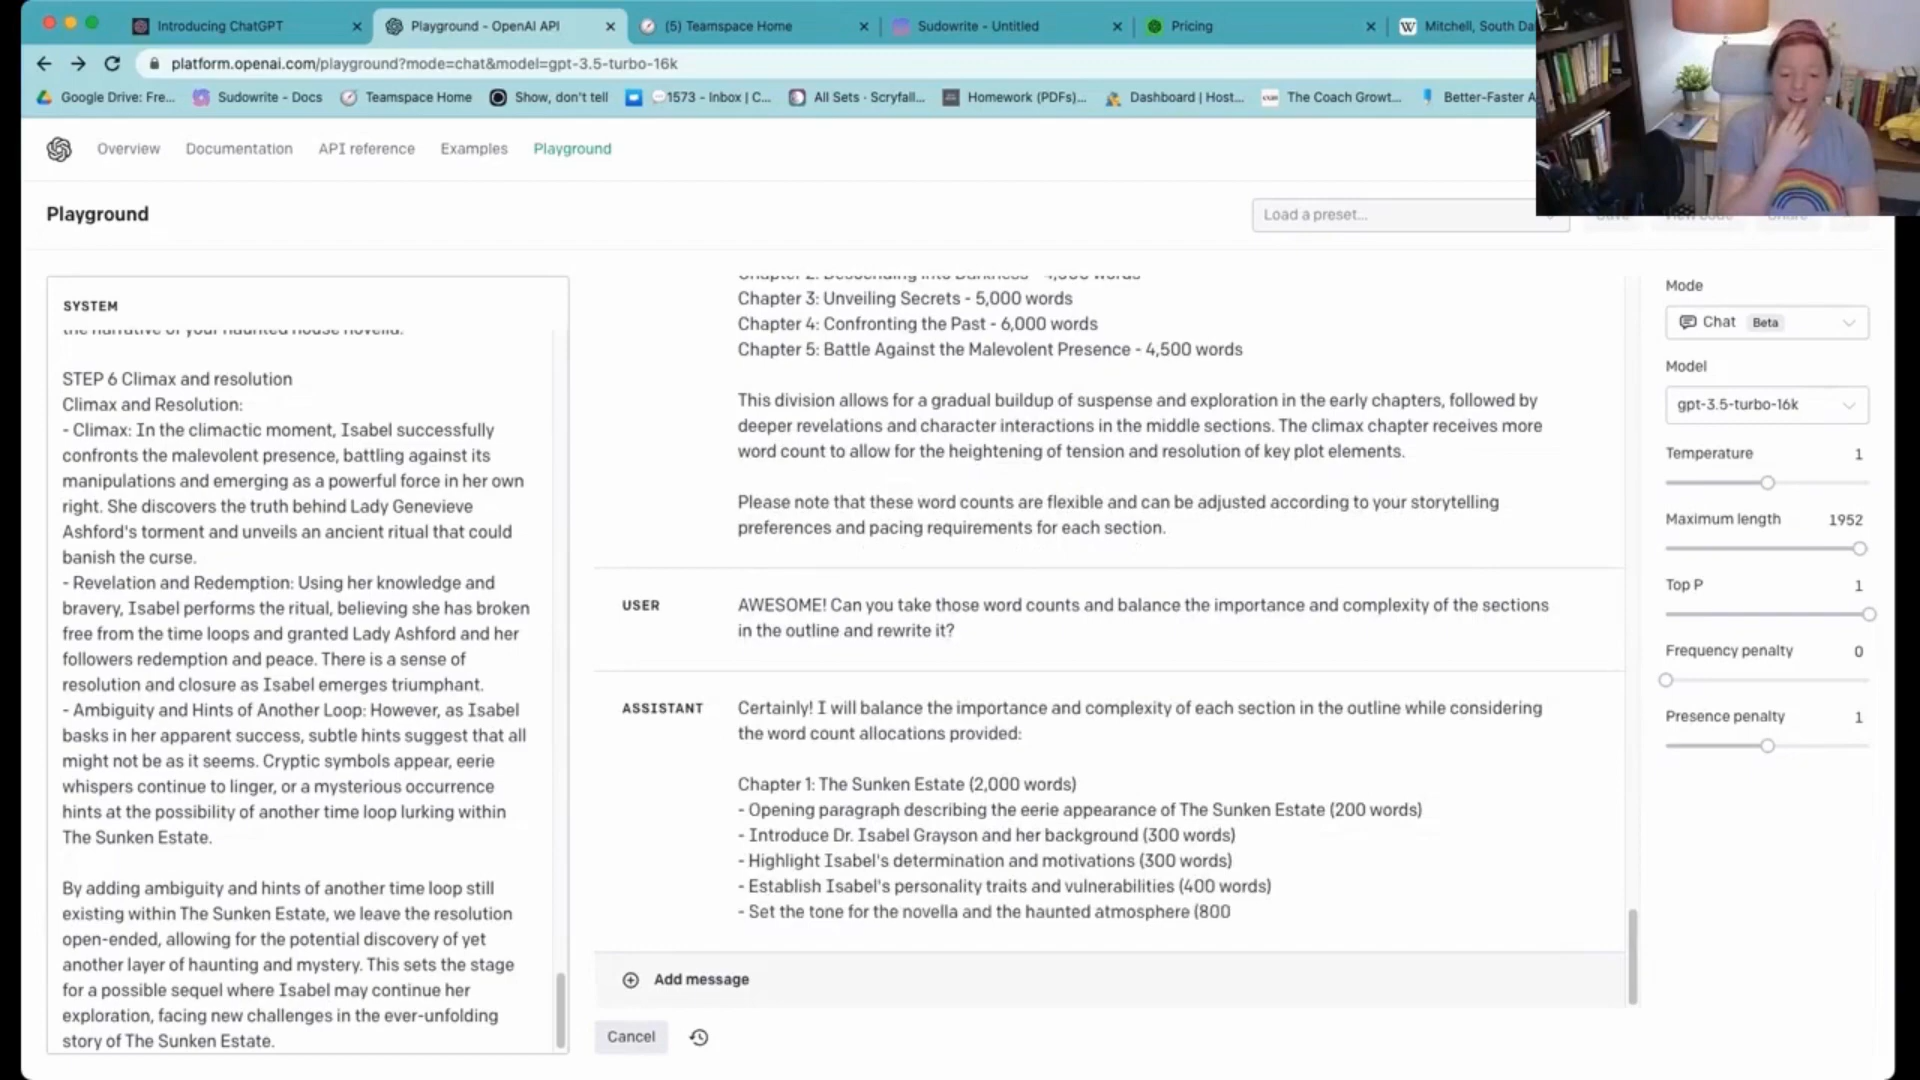 Introducing ChatGPT
Playground - OpenAI API
(5) Teamspace Home
Sudowrite - Untitled
Pricing
Mitchell, South Da
platform.openai.com/playground?mode=chat&model=gpt-3.5-turbo-16k
Google Drive: Fre...
Sudowrite - Docs
Teamspace Home
Show, don't tell
1573 - Inbox | C...
All Sets · Scryfall...
Homework (PDFs)...
Dashboard | Host...
The Coach Growt...
Better-Faster A
Overview
Documentation
API reference
Examples
Playground
Playground
Load a preset...
SYSTEM
the narrative of your haunted house novella.
STEP 6 Climax and resolution
Climax and Resolution:
- Climax: In the climactic moment, Isabel successfully
confronts the malevolent presence, battling against its
manipulations and emerging as a powerful force in her own
right. She discovers the truth behind Lady Genevieve
Ashford's torment and unveils an ancient ritual that could
banish the curse.
- Revelation and Redemption: Using her knowledge and
bravery, Isabel performs the ritual, believing she has broken
free from the time loops and granted Lady Ashford and her
followers redemption and peace. There is a sense of
resolution and closure as Isabel emerges triumphant.
- Ambiguity and Hints of Another Loop: However, as Isabel
basks in her apparent success, subtle hints suggest that all
might not be as it seems. Cryptic symbols appear, eerie
whispers continue to linger, or a mysterious occurrence
hints at the possibility of another time loop lurking within
The Sunken Estate.
By adding ambiguity and hints of another time loop still
existing within The Sunken Estate, we leave the resolution
open-ended, allowing for the potential discovery of yet
another layer of haunting and mystery. This sets the stage
for a possible sequel where Isabel may continue her
exploration, facing new challenges in the ever-unfolding
story of The Sunken Estate.
Chapter 2: Descending into Darkness - words
Chapter 3: Unveiling Secrets - 5,000 words
Chapter 4: Confronting the Past - 6,000 words
Chapter 5: Battle Against the Malevolent Presence - 4,500 words
This division allows for a gradual buildup of suspense and exploration in the early chapters, followed by
deeper revelations and character interactions in the middle sections. The climax chapter receives more
word count to allow for the heightening of tension and resolution of key plot elements.
Please note that these word counts are flexible and can be adjusted according to your storytelling
preferences and pacing requirements for each section.
USER
AWESOME! Can you take those word counts and balance the importance and complexity of the sections
in the outline and rewrite it?
ASSISTANT
Certainly! I will balance the importance and complexity of each section in the outline while considering
the word count allocations provided:
Chapter 1: The Sunken Estate (2,000 words)
- Opening paragraph describing the eerie appearance of The Sunken Estate (200 words)
- Introduce Dr. Isabel Grayson and her background (300 words)
- Highlight Isabel's determination and motivations (300 words)
- Establish Isabel's personality traits and vulnerabilities (400 words)
- Set the tone for the novella and the haunted atmosphere (800
Add message
Cancel
Mode
Chat Beta
Model
gpt-3.5-turbo-16k
Temperature 1
Maximum length 1952
Top P 1
Frequency penalty 0
Presence penalty 1